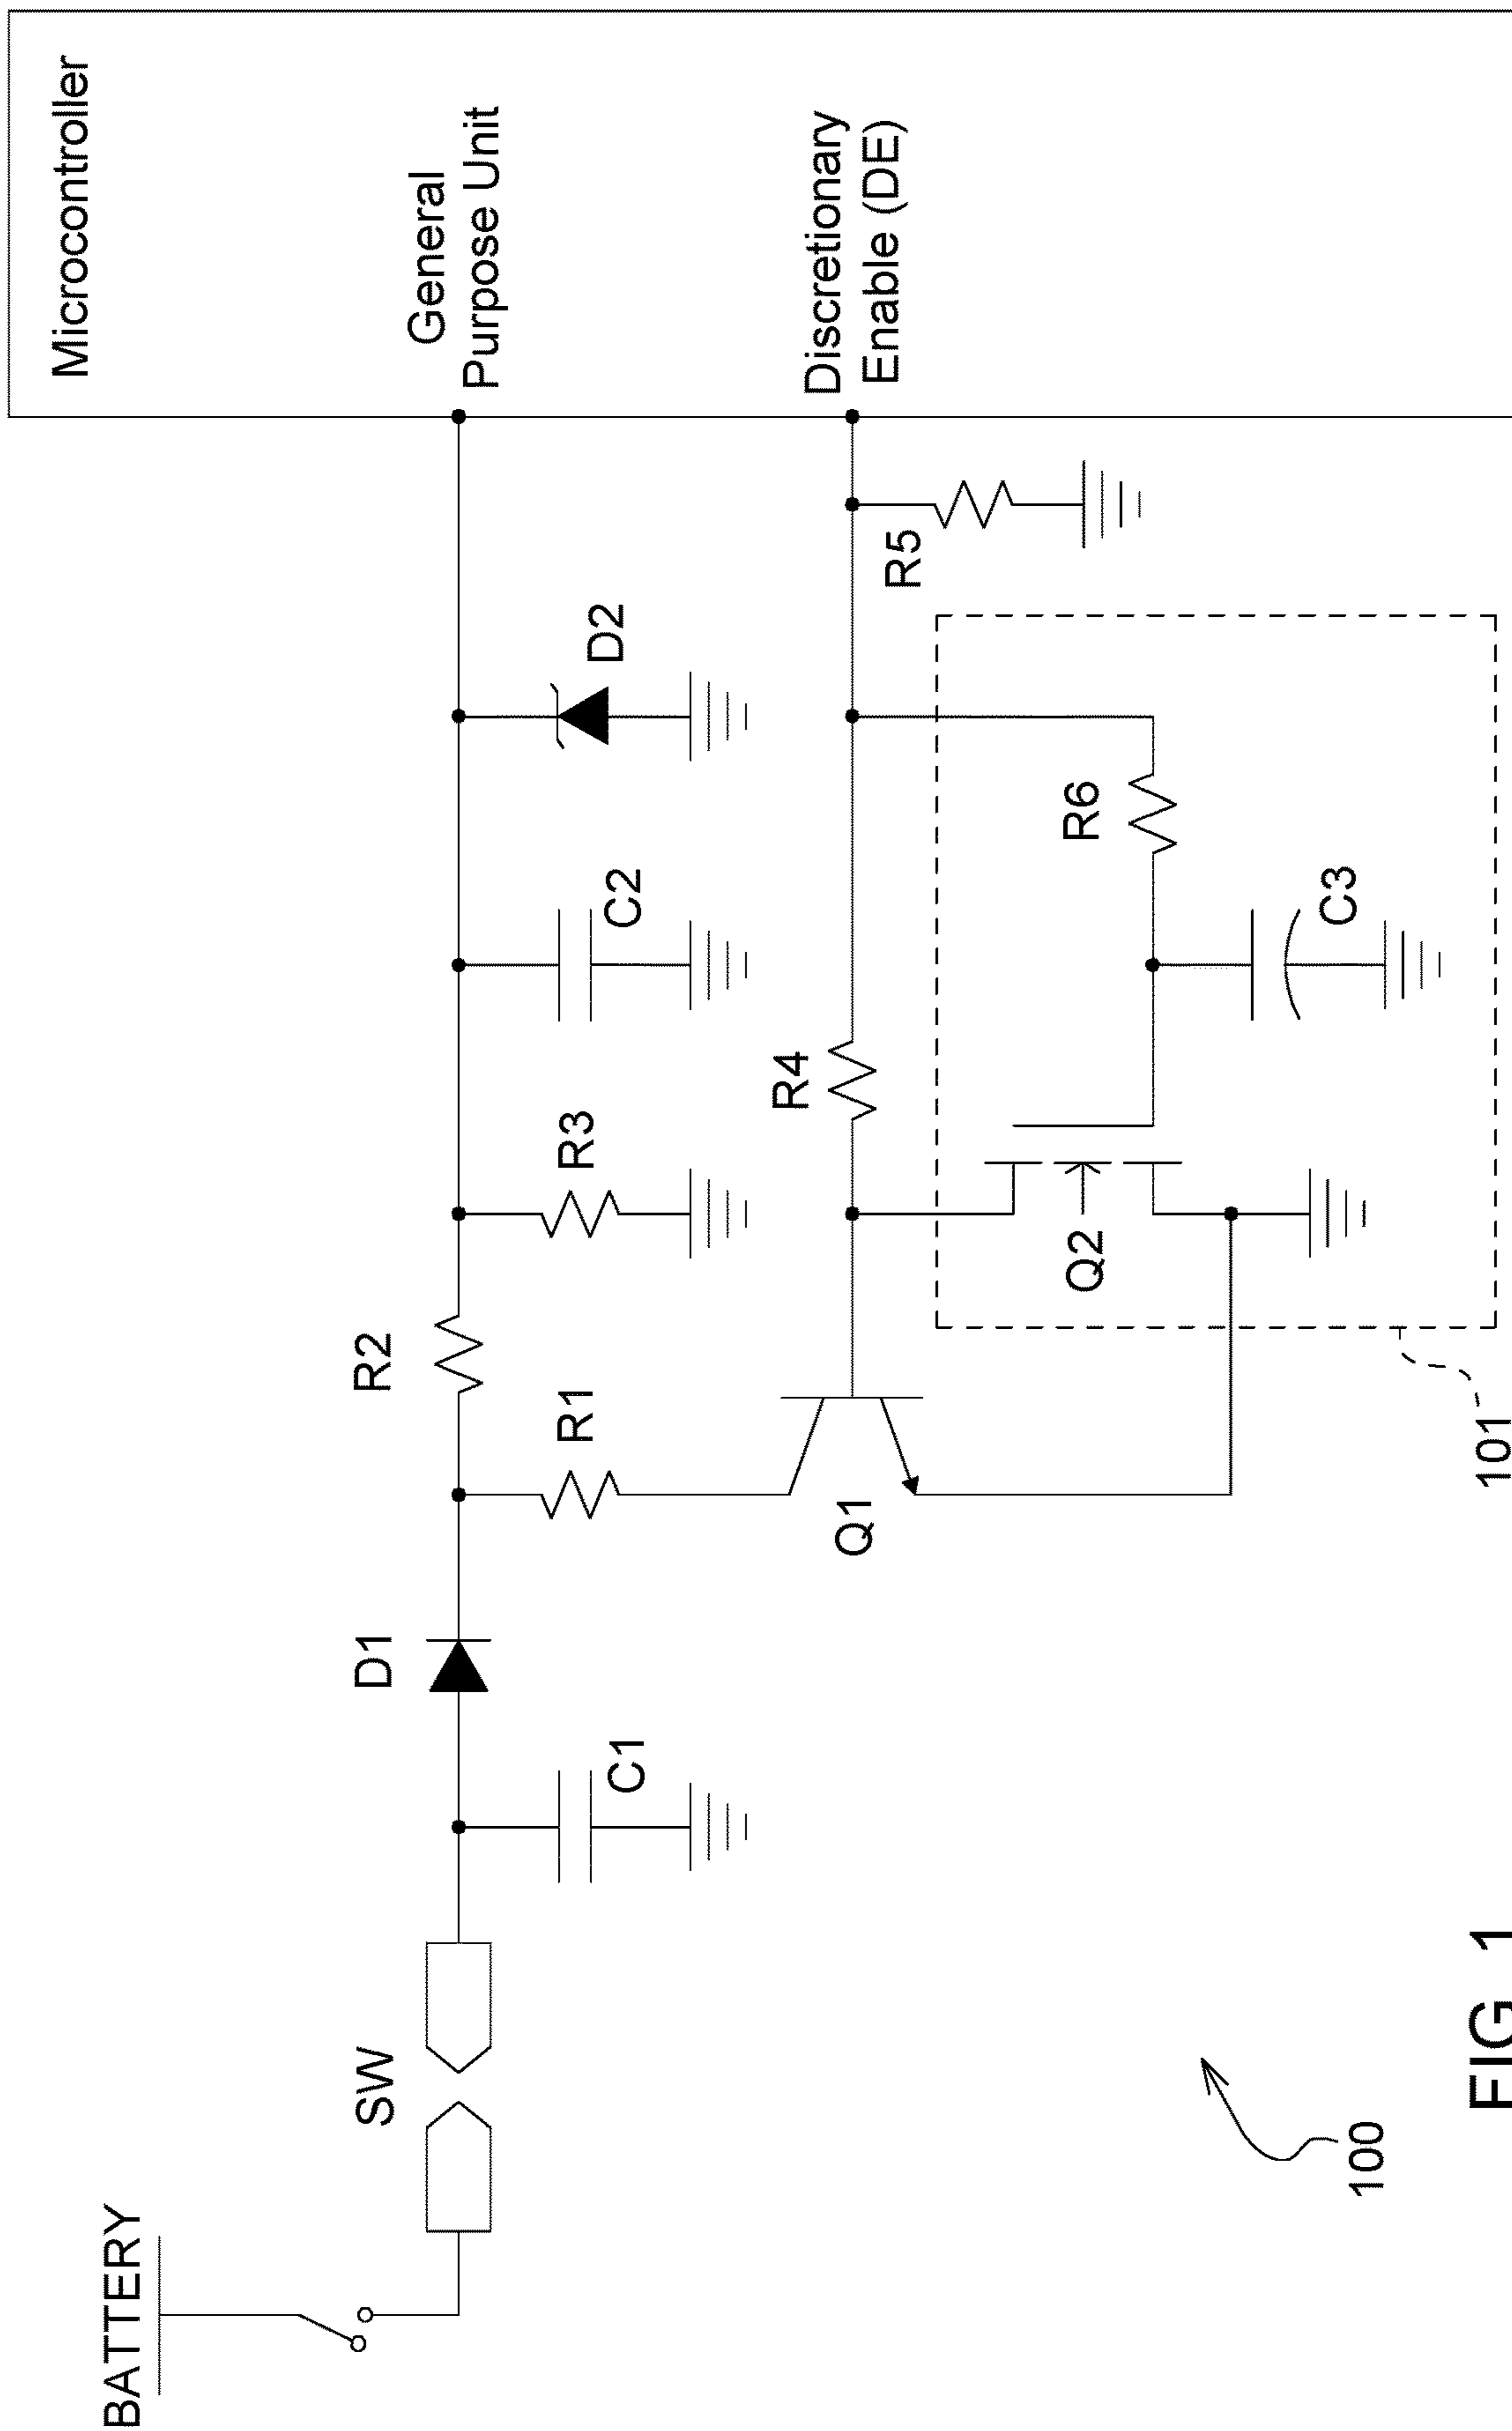 BATTERY
SW
D1
R2
C1
R1
R3
C2
D2
Q1
R4
Q2
R6
C3
R5
Microcontroller
General
Purpose Unit
Discretionary
Enable (DE)
101
100
FIG. 1